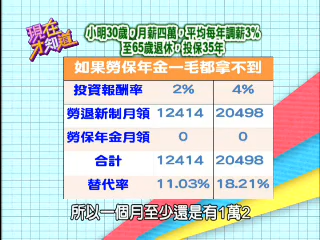 現在才知道
小明30歲,月薪四萬,平均每年調薪3%
至65歲退休,投保35年
如果勞保年金一毛都拿不到
投資報酬率 2% 4%
勞退新制月領 12414 20498
勞保年金月領 0 0
合計 12414 20498
替代率 11.03% 18.21%
所以一個月至少還是有1萬2